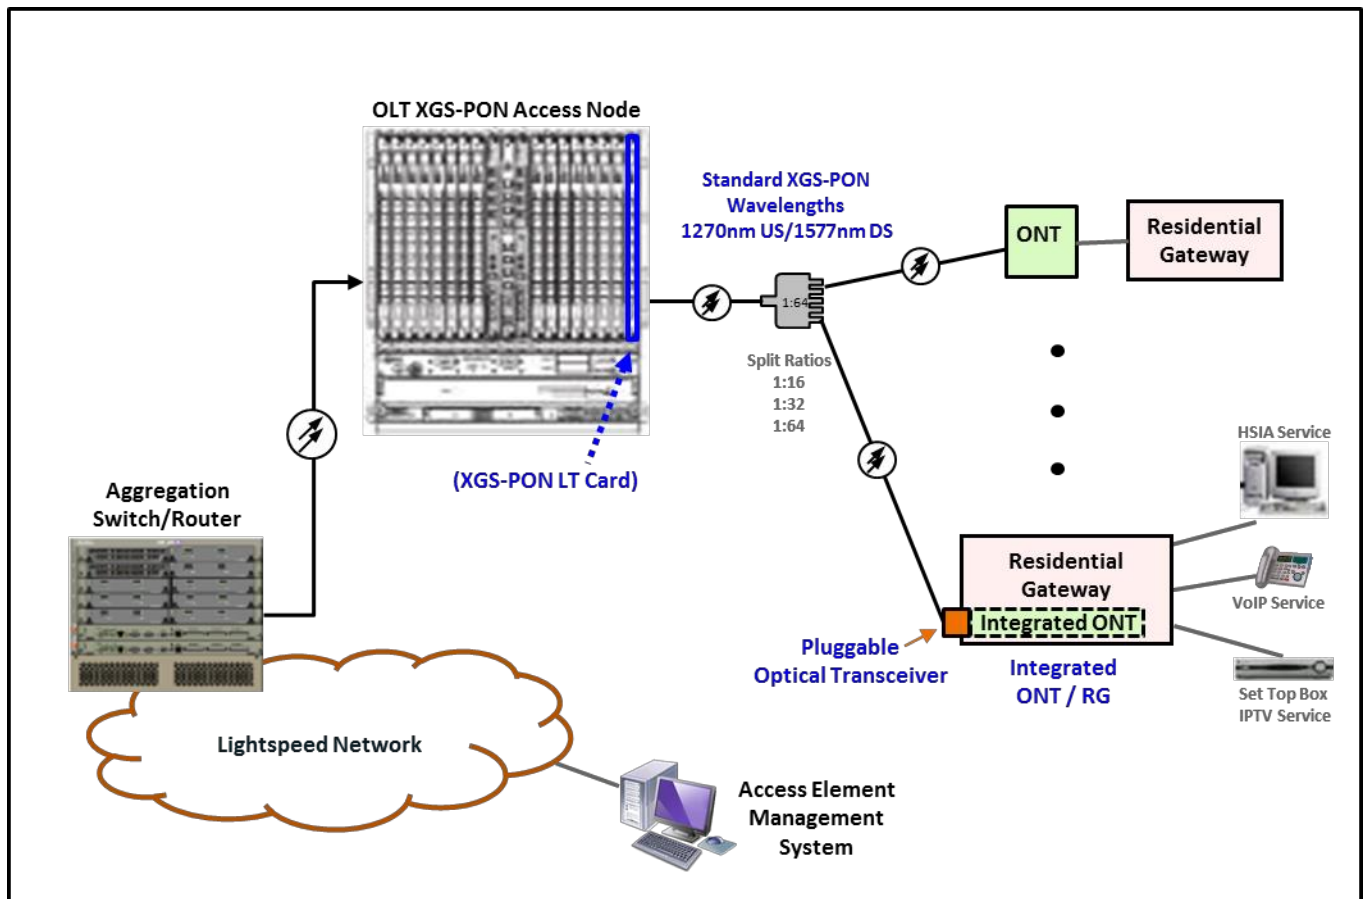 OLT XGS-PON Access Node
Standard XGS-PON
Wavelengths
1270nm US/1577nm DS
ONT
Residential
Gateway
1:64
Split Ratios
1:16
1:32
1:64
(XGS-PON LT Card)
Aggregation
Switch/Router
HSIA Service
Residential
Gateway
Integrated ONT
VoIP Service
Pluggable
Optical Transceiver
Integrated
ONT / RG
Set Top Box
IPTV Service
Lightspeed Network
Access Element
Management
System